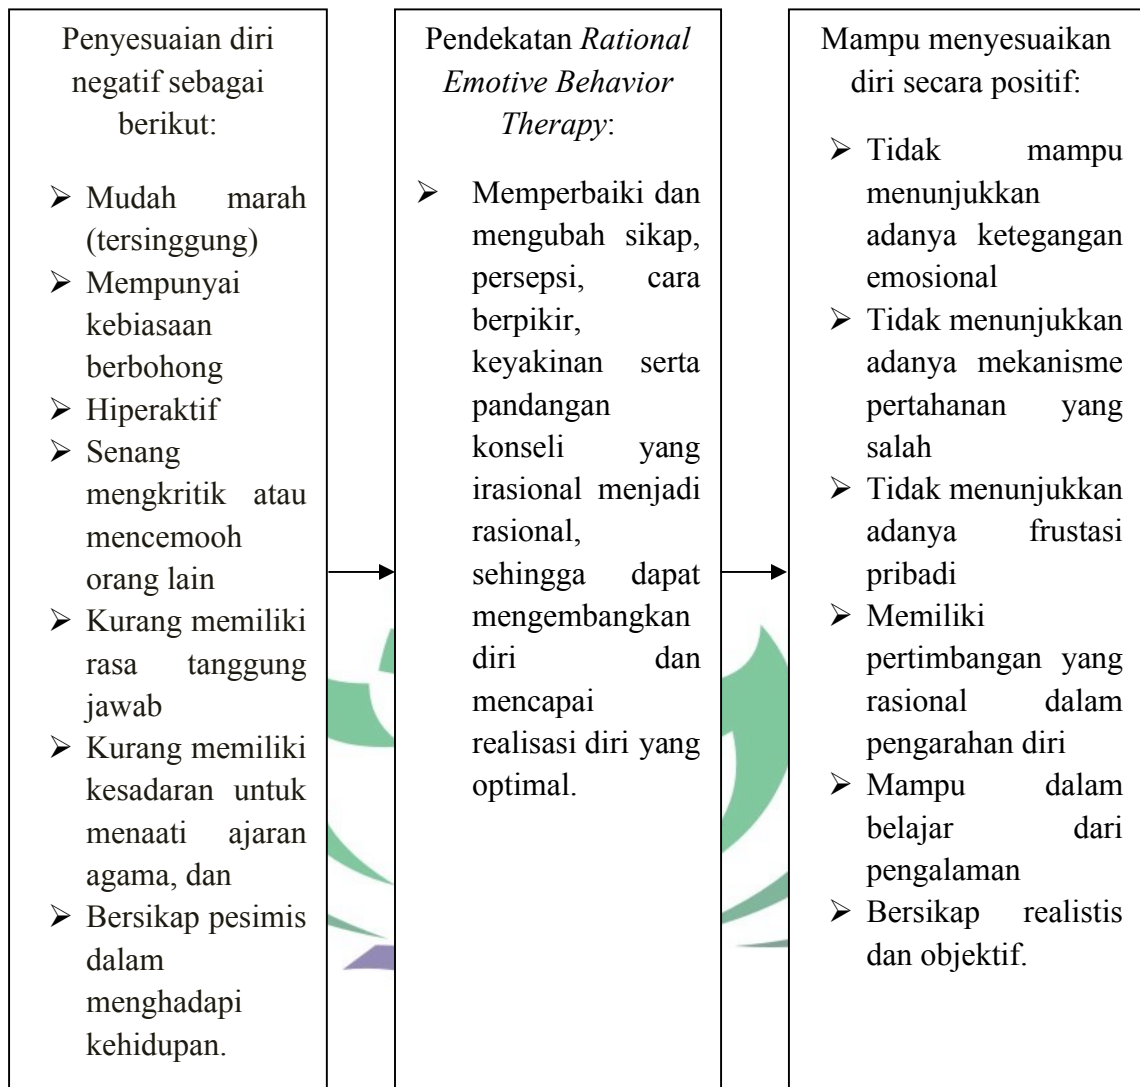 Penyesuaian diri
negatif sebagai
berikut:
➢ Mudah marah
(tersinggung)
➢ Mempunyai
kebiasaan
berbohong
➢ Hiperaktif
➢ Senang
mengkritik atau
mencemooh
orang lain
➢ Kurang memiliki
rasa tanggung
jawab
➢ Kurang memiliki
kesadaran untuk
menaati ajaran
agama, dan
➢ Bersikap pesimis
dalam
menghadapi
kehidupan.
Pendekatan Rational
Emotive Behavior
Therapy:
➢ Memperbaiki dan
mengubah sikap,
persepsi, cara
berpikir,
keyakinan serta
pandangan
konseli yang
irasional menjadi
rasional,
sehingga dapat
mengembangkan
diri dan
mencapai
realisasi diri yang
optimal.
Mampu menyesuaikan
diri secara positif:
➢ Tidak mampu
menunjukkan
adanya ketegangan
emosional
➢ Tidak menunjukkan
adanya mekanisme
pertahanan yang
salah
➢ Tidak menunjukkan
adanya frustasi
pribadi
➢ Memiliki
pertimbangan yang
rasional dalam
pengarahan diri
➢ Mampu dalam
belajar dari
pengalaman
➢ Bersikap realistis
dan objektif.